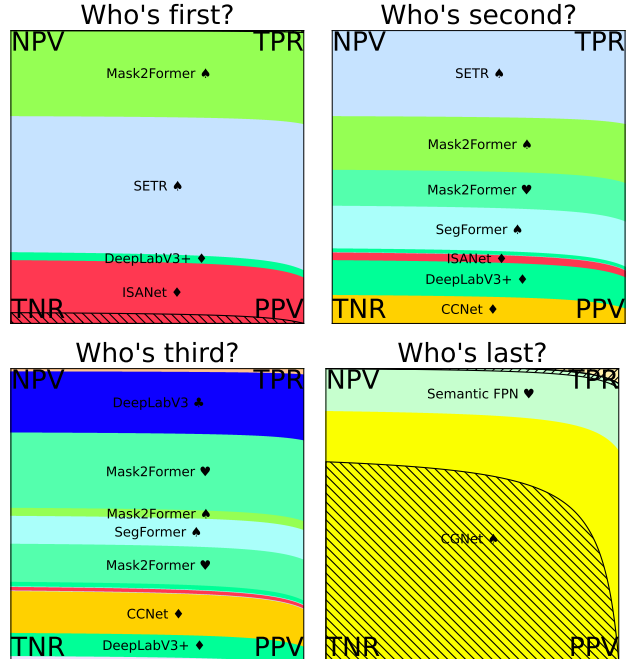 Who's first?
NPV TPR
Mask2Former ♠
SETR ♠
DeepLabV3+ ♦
ISANet ♦
TNR PPV
Who's second?
NPV TPR
SETR ♠
Mask2Former ♠
Mask2Former ♥
SegFormer ♠
ISANet ♦
DeepLabV3+ ♦
CCNet ♦
TNR PPV
Who's third?
NPV TPR
DeepLabV3 ♣
Mask2Former ♥
Mask2Former ♠
SegFormer ♠
Mask2Former ♥
CCNet ♦
DeepLabV3+ ♦
TNR PPV
Who's last?
NPV TPR
Semantic FPN ♥
CGNet ♠
TNR PPV